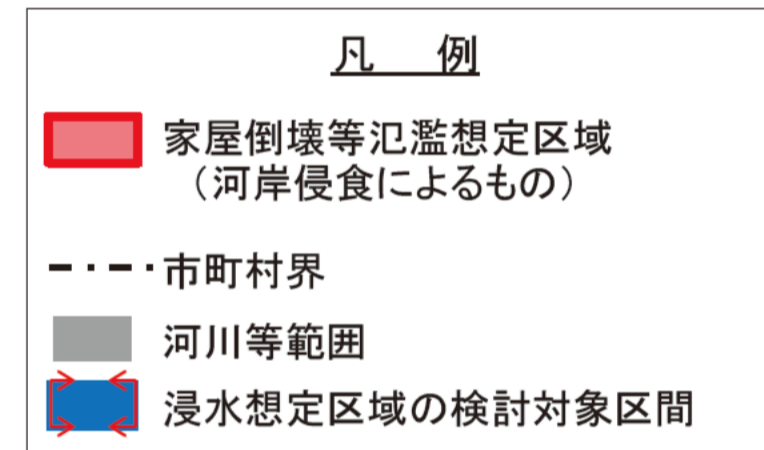 凡　例
家屋倒壊等氾濫想定区域
（河岸侵食によるもの）
市町村界
河川等範囲
浸水想定区域の検討対象区間